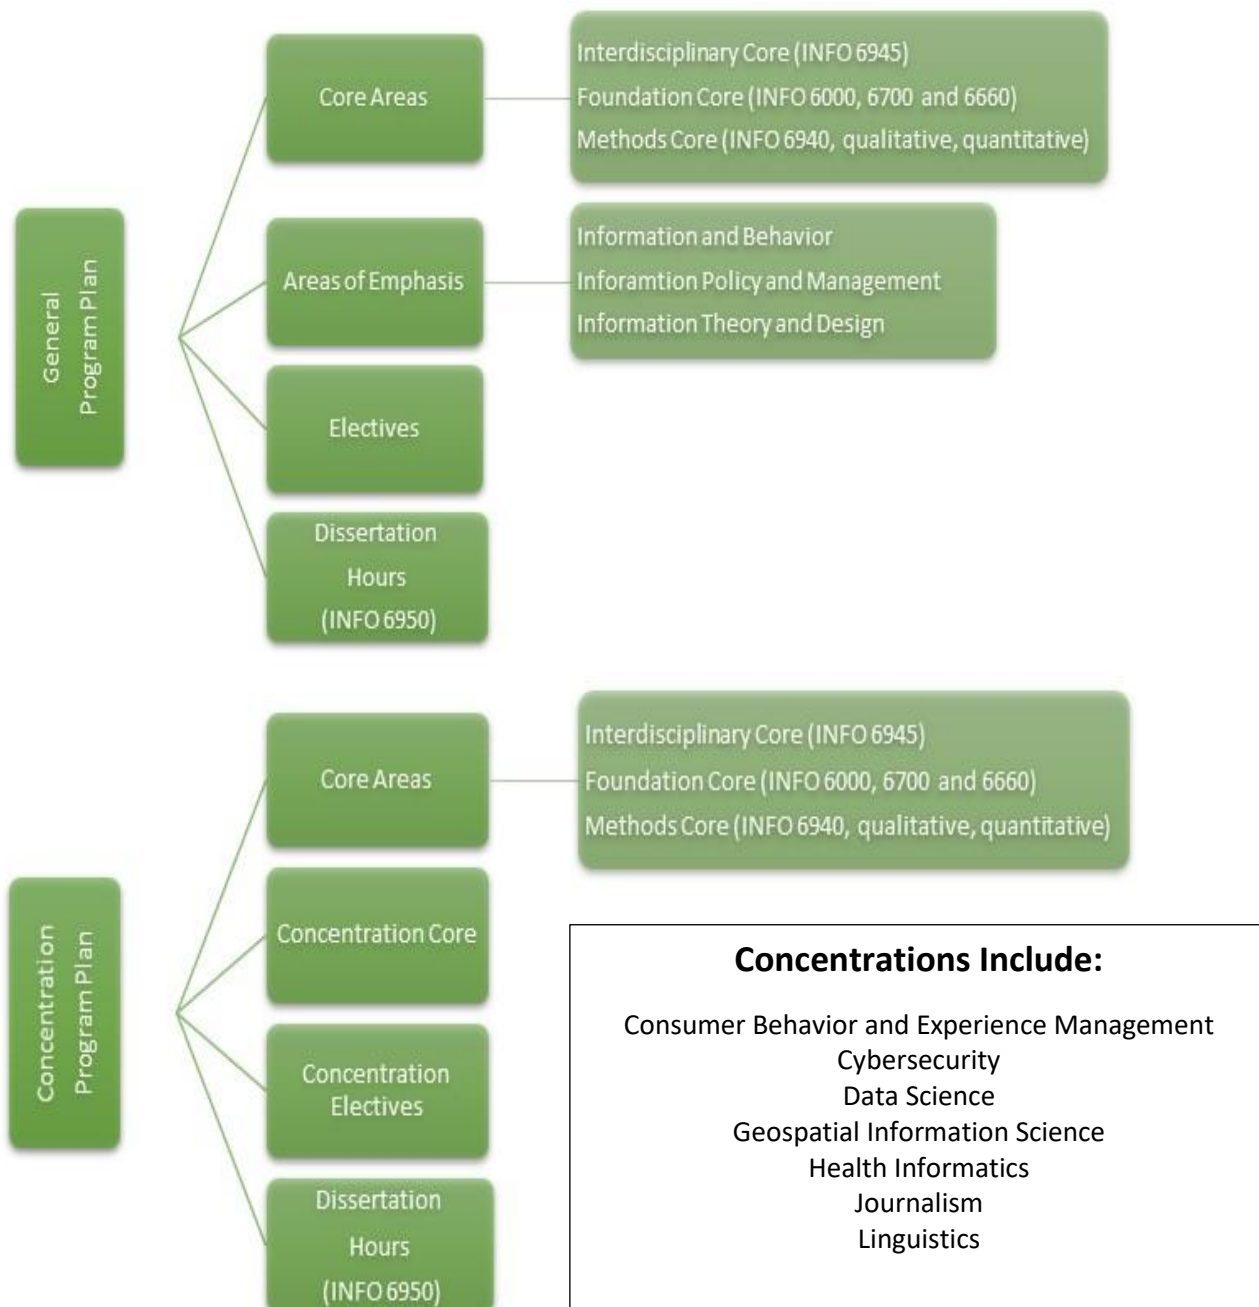 General
Program Plan
Core Areas
Interdisciplinary Core (INFO 6945)
Foundation Core (INFO 6000, 6700 and 6660)
Methods Core (INFO 6940, qualitative, quantitative)
Areas of Emphasis
Information and Behavior
Inforamtion Policy and Management
Information Theory and Design
Electives
Dissertation
Hours
(INFO 6950)
Concentration
Program Plan
Core Areas
Interdisciplinary Core (INFO 6945)
Foundation Core (INFO 6000, 6700 and 6660)
Methods Core (INFO 6940, qualitative, quantitative)
Concentration Core
Concentration
Electives
Dissertation
Hours
(INFO 6950)
Concentrations Include:
Consumer Behavior and Experience Management
Cybersecurity
Data Science
Geospatial Information Science
Health Informatics
Journalism
Linguistics